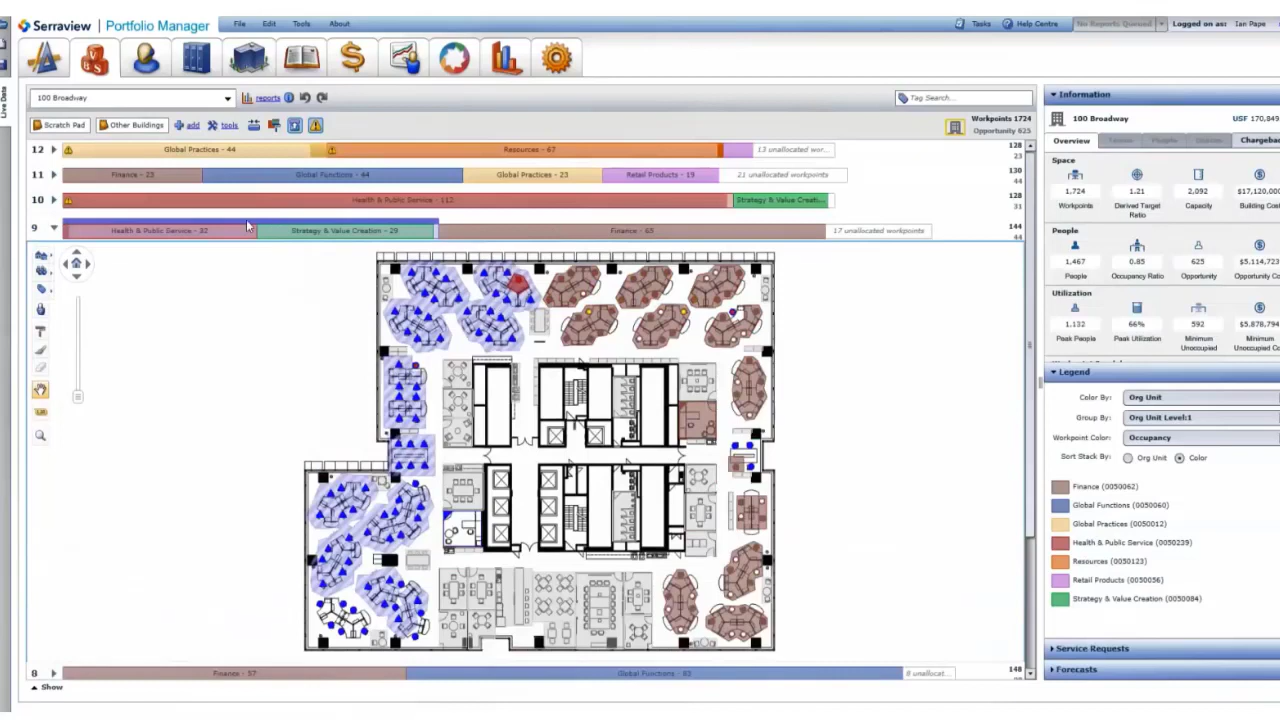 Serraview | Portfolio Manager
File Edit Tools About
Tasks Help Centre No Reports Queued Logged on as: Ian Pape
Live Data
100 Broadway
reports
Tag Search...
Scratch Pad Other Buildings add tools
Workpoints 1724
Opportunity 625
12 Global Practices - 44 Resources - 67 13 unallocated wor... 128
23
11 Finance - 23 Global Functions - 44 Global Practices - 23 Retail Products - 19 21 unallocated workpoints 130
44
10 Health & Public Service - 112 Strategy & Value Creati... 128
31
9 Health & Public Service - 32 Strategy & Value Creation - 29 Finance - 65 17 unallocated workpoints 144
44
8 Finance - 57 8 unallocat... 148
Show
Information
100 Broadway USF 170,849
Overview Chargeba
Space
1,724 1.21 2,092 $17,120,00
Workpoints Derived Target Ratio Capacity Building Cost
People
1,467 0.85 625 $5,114,723
People Occupancy Ratio Opportunity Opportunity Co
Utilization
1,132 66% 592 $5,878,794
Peak People Peak Utilization Minimum Unoccupied Minimum Unoccupied Co
Legend
Color By: Org Unit
Group By: Org Unit Level:1
Workpoint Color: Occupancy
Sort Stack By: Org Unit Color
Finance (0050062)
Global Functions (0050060)
Global Practices (0050012)
Health & Public Service (0050239)
Resources (0050123)
Retail Products (0050056)
Strategy & Value Creation (0050084)
Service Requests
Forecasts